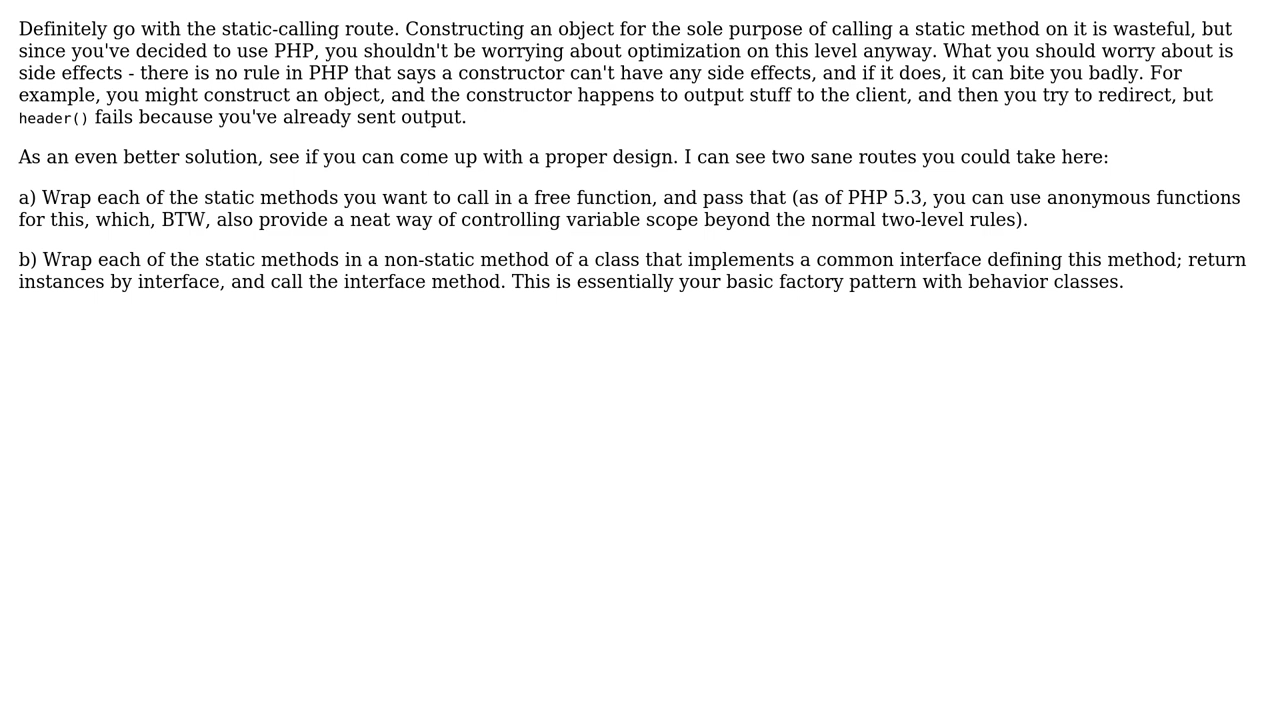 Definitely go with the static-calling route. Constructing an object for the sole purpose of calling a static method on it is wasteful, but
since you've decided to use PHP, you shouldn't be worrying about optimization on this level anyway. What you should worry about is
side effects - there is no rule in PHP that says a constructor can't have any side effects, and if it does, it can bite you badly. For
example, you might construct an object, and the constructor happens to output stuff to the client, and then you try to redirect, but
header() fails because you've already sent output.
As an even better solution, see if you can come up with a proper design. I can see two sane routes you could take here:
a) Wrap each of the static methods you want to call in a free function, and pass that (as of PHP 5.3, you can use anonymous functions
for this, which, BTW, also provide a neat way of controlling variable scope beyond the normal two-level rules).
b) Wrap each of the static methods in a non-static method of a class that implements a common interface defining this method; return
instances by interface, and call the interface method. This is essentially your basic factory pattern with behavior classes.